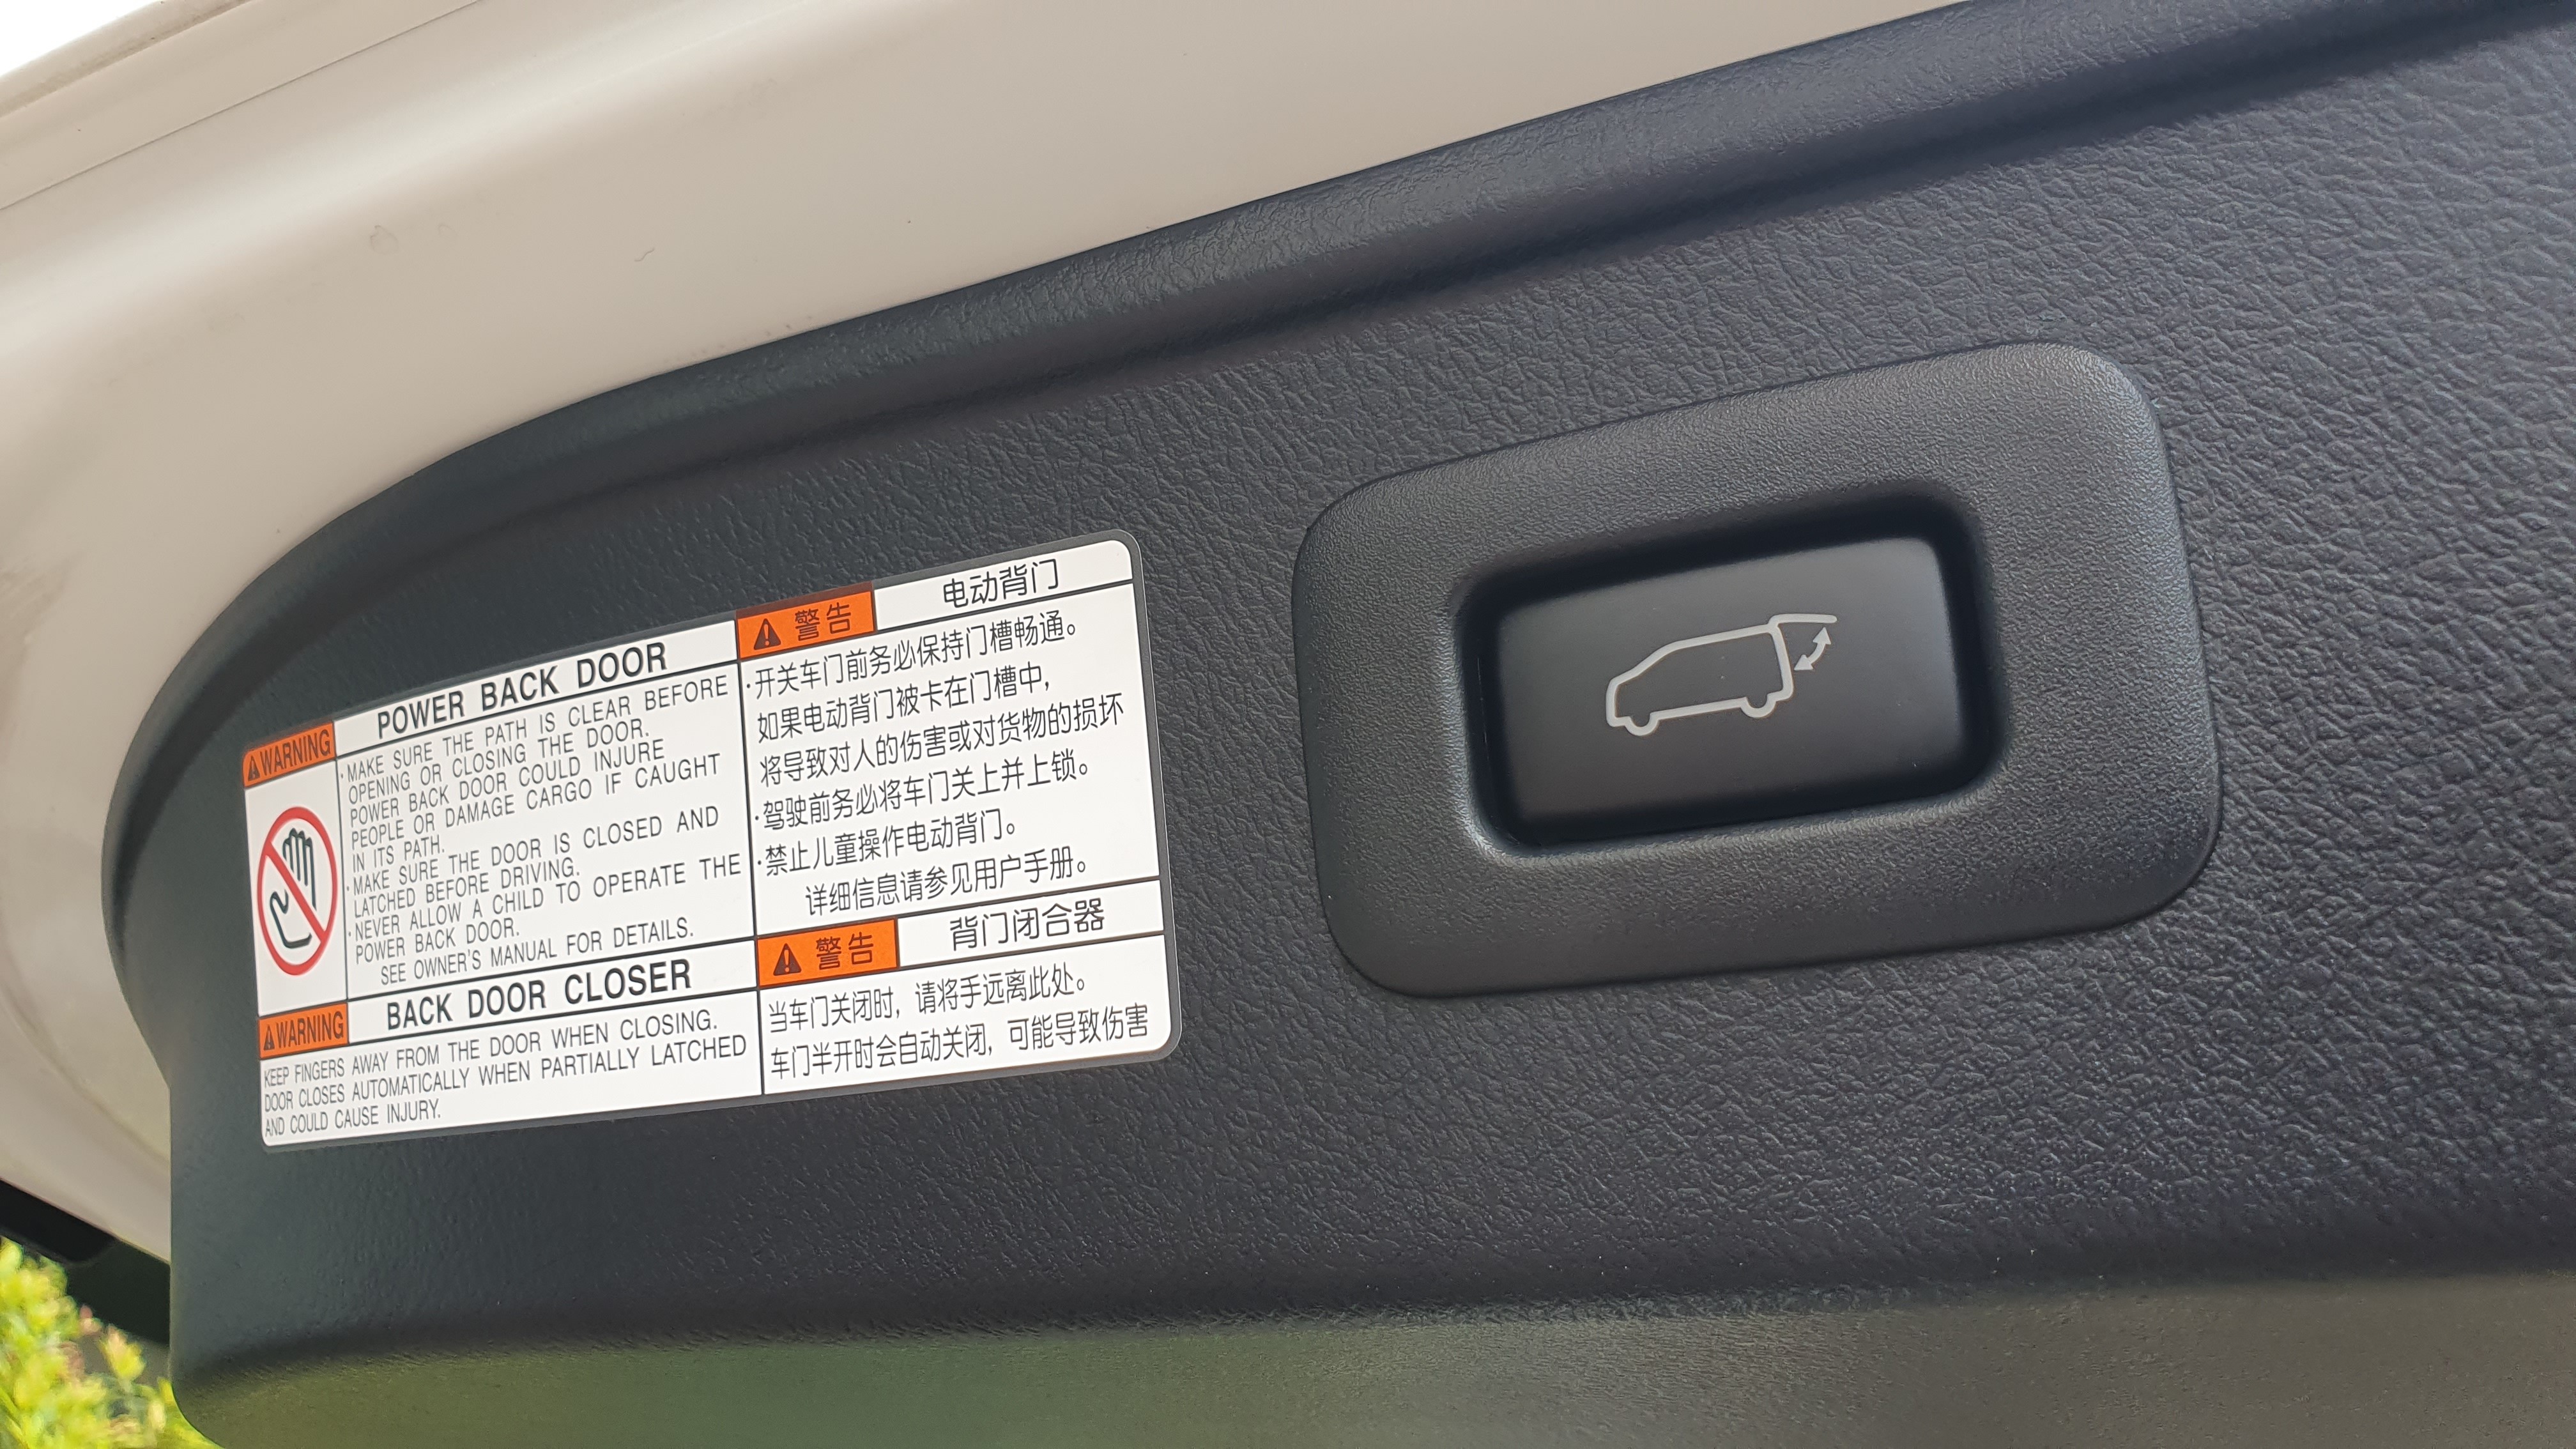 WARNING
POWER BACK DOOR
·MAKE SURE THE PATH IS CLEAR BEFORE
OPENING OR CLOSING THE DOOR.
POWER BACK DOOR COULD INJURE
PEOPLE OR DAMAGE CARGO IF CAUGHT
IN ITS PATH.
·MAKE SURE THE DOOR IS CLOSED AND
LATCHED BEFORE DRIVING.
·NEVER ALLOW A CHILD TO OPERATE THE
POWER BACK DOOR.
SEE OWNER'S MANUAL FOR DETAILS.
WARNING
BACK DOOR CLOSER
KEEP FINGERS AWAY FROM THE DOOR WHEN CLOSING.
DOOR CLOSES AUTOMATICALLY WHEN PARTIALLY LATCHED
AND COULD CAUSE INJURY.
警告
电动背门
·开关车门前务必保持门槽畅通。
如果电动背门被卡在门槽中，
将导致对人的伤害或对货物的损坏
·驾驶前务必将车门关上并上锁。
·禁止儿童操作电动背门。
详细信息请参见用户手册。
警告
背门闭合器
当车门关闭时，请将手远离此处。
车门半开时会自动关闭，可能导致伤害